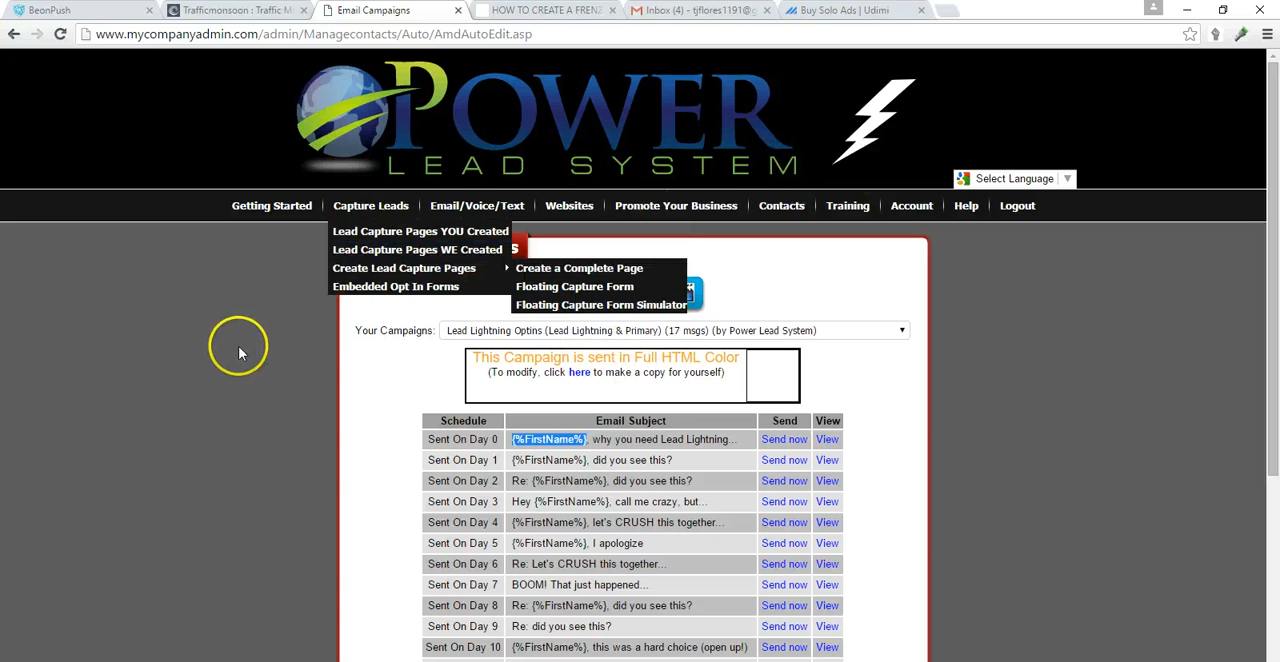 BeonPush
Trafficmonsoon : Traffic M
Email Campaigns
HOW TO CREATE A FRENZ
Inbox (4) - tjflores1191@g
Buy Solo Ads | Udimi
www.mycompanyadmin.com/admin/Managecontacts/Auto/AmdAutoEdit.asp
POWER
LEAD SYSTEM
Select Language
Getting Started
Capture Leads
Email/Voice/Text
Websites
Promote Your Business
Contacts
Training
Account
Help
Logout
Lead Capture Pages YOU Created
Lead Capture Pages WE Created
s
Create Lead Capture Pages
Create a Complete Page
Embedded Opt In Forms
Floating Capture Form
Floating Capture Form Simulator
Your Campaigns: Lead Lightning Optins (Lead Lightning & Primary) (17 msgs) (by Power Lead System)
This Campaign is sent in Full HTML Color
(To modify, click here to make a copy for yourself)
Schedule Email Subject Send View
Sent On Day 0 {%FirstName%}, why you need Lead Lightning... Send now View
Sent On Day 1 {%FirstName%}, did you see this? Send now View
Sent On Day 2 Re: {%FirstName%}, did you see this? Send now View
Sent On Day 3 Hey {%FirstName%}, call me crazy, but... Send now View
Sent On Day 4 {%FirstName%}, let's CRUSH this together... Send now View
Sent On Day 5 {%FirstName%}, I apologize Send now View
Sent On Day 6 Re: Let's CRUSH this together... Send now View
Sent On Day 7 BOOM! That just happened... Send now View
Sent On Day 8 Re: {%FirstName%}, did you see this? Send now View
Sent On Day 9 Re: did you see this? Send now View
Sent On Day 10 {%FirstName%}, this was a hard choice (open up!) Send now View